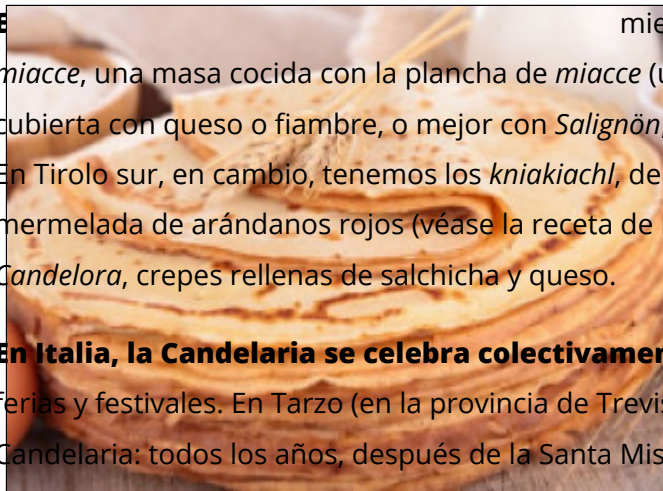 mie
miacce, una masa cocida con la plancha de miacce (u
cubierta con queso o fiambre, o mejor con Salignön,
En Tirolo sur, en cambio, tenemos los kniakiachl, de
mermelada de arándanos rojos (véase la receta de
Candelora, crepes rellenas de salchicha y queso.
En Italia, la Candelaria se celebra colectivamen
ferias y festivales. En Tarzo (en la provincia de Trevis
Candelaria: todos los años, después de la Santa Mis